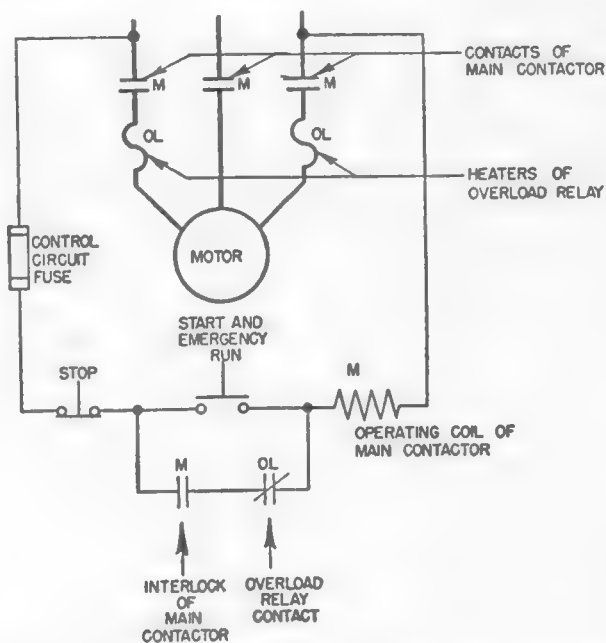 CONTACTS OF
MAIN CONTACTOR
M
M
M
OL
OL
HEATERS OF
OVERLOAD RELAY
CONTROL
CIRCUIT
FUSE
MOTOR
START AND
EMERGENCY
RUN
STOP
M
OPERATING COIL OF
MAIN CONTACTOR
M
OL
INTERLOCK
OF
MAIN
CONTACTOR
OVERLOAD
RELAY
CONTACT